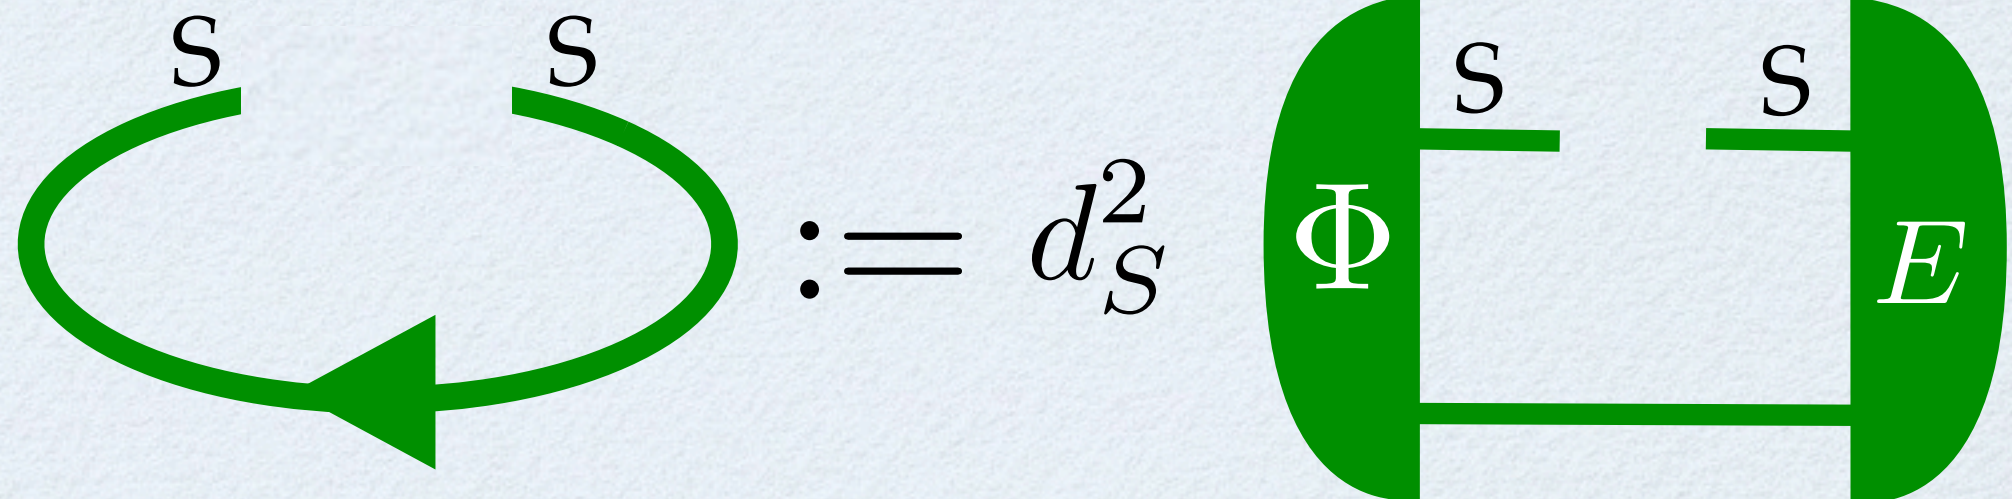 S S S S
:= d_S^2 Φ E